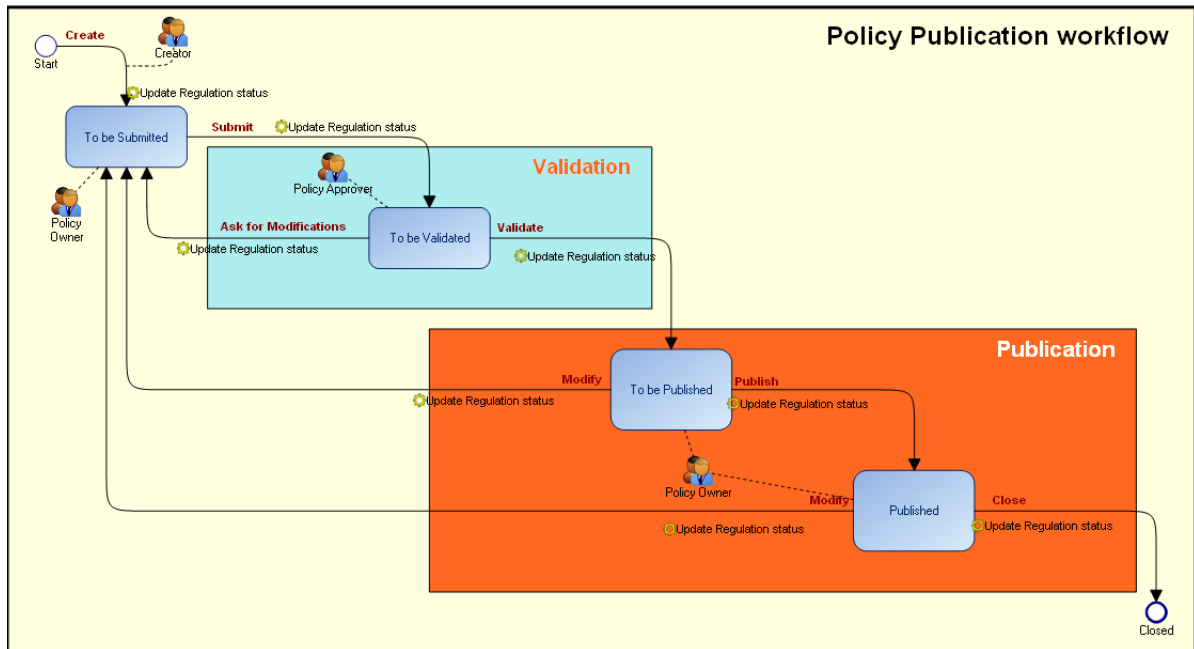 Policy Publication workflow
Create
Start
Creator
Update Regulation status
To be Submitted
Submit
Update Regulation status
Validation
Policy Approver
Policy
Owner
Ask for Modifications
To be Validated
Validate
Update Regulation status
Update Regulation status
Publication
Modify
To be Published
Publish
Update Regulation status
Update Regulation status
Policy Owner
Modify
Published
Close
Update Regulation status
Update Regulation status
Closed